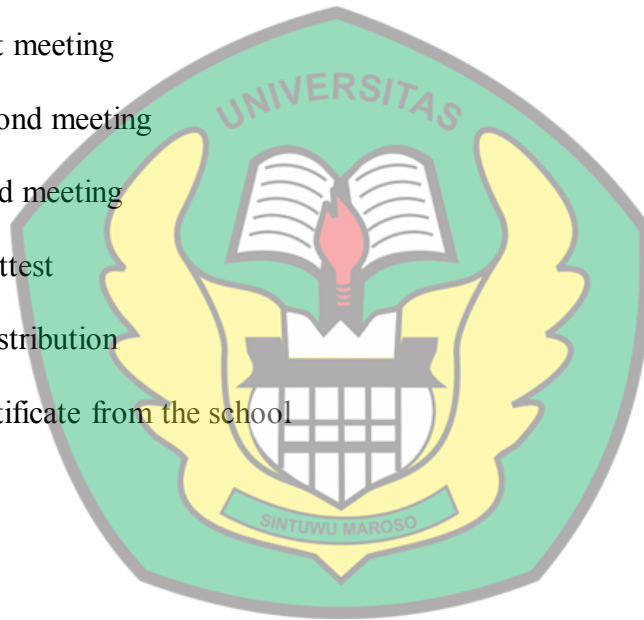 t meeting
ond meeting
d meeting
ttest
stribution
tificate from the school
UNIVERSITAS
SINTUWU MAROSO